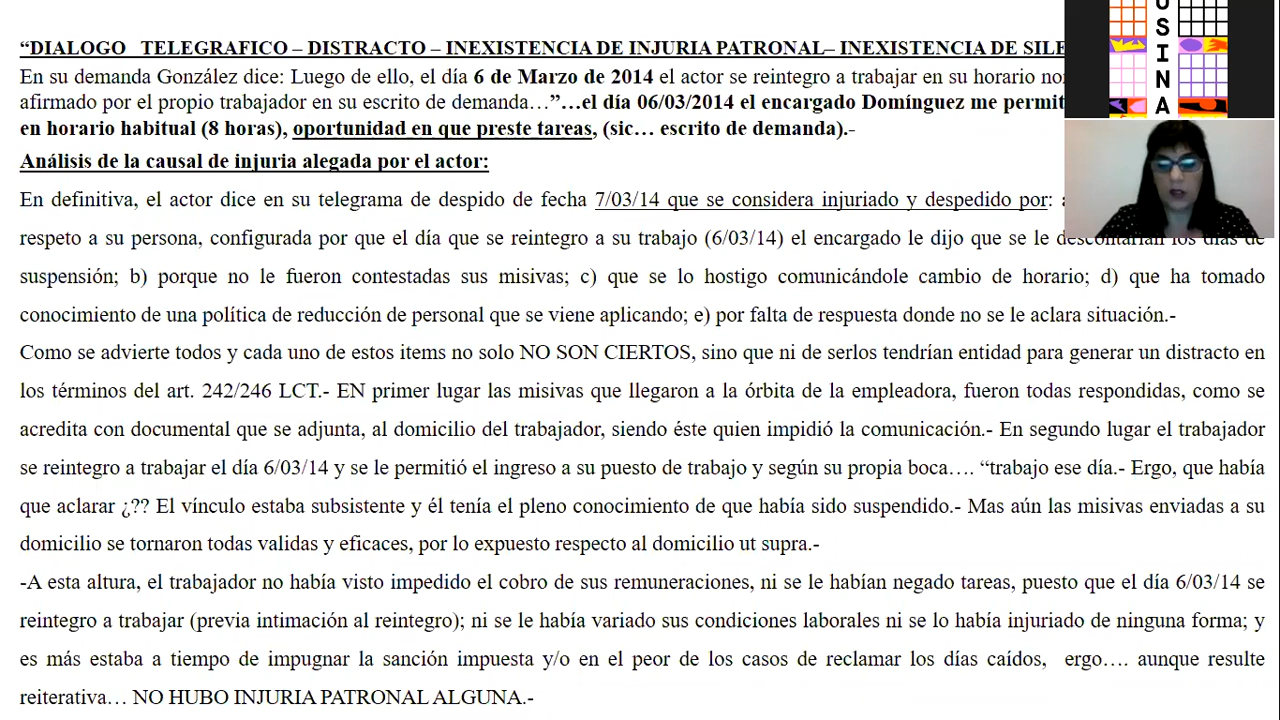 “DIALOGO TELEGRAFICO – DISTRACTO – INEXISTENCIA DE INJURIA PATRONAL– INEXISTENCIA DE
En su demanda González dice: Luego de ello, el día 6 de Marzo de 2014 el actor se reintegro a trabajar en su horario
afirmado por el propio trabajador en su escrito de demanda…”…el día 06/03/2014 el encargado Domínguez me
en horario habitual (8 horas), oportunidad en que preste tareas, (sic… escrito de demanda).-
Análisis de la causal de injuria alegada por el actor:
En definitiva, el actor dice en su telegrama de despido de fecha 7/03/14 que se considera injuriado y despedido por:
respeto a su persona, configurada por que el día que se reintegro a su trabajo (6/03/14) el encargado le dijo que se le descontarían los días de
suspensión; b) porque no le fueron contestadas sus misivas; c) que se lo hostigo comunicándole cambio de horario; d) que ha tomado
conocimiento de una política de reducción de personal que se viene aplicando; e) por falta de respuesta donde no se le aclara situación.-
Como se advierte todos y cada uno de estos items no solo NO SON CIERTOS, sino que ni de serlos tendrían entidad para generar un distracto en
los términos del art. 242/246 LCT.- EN primer lugar las misivas que llegaron a la órbita de la empleadora, fueron todas respondidas, como se
acredita con documental que se adjunta, al domicilio del trabajador, siendo éste quien impidió la comunicación.- En segundo lugar el trabajador
se reintegro a trabajar el día 6/03/14 y se le permitió el ingreso a su puesto de trabajo y según su propia boca…. “trabajo ese día.- Ergo, que había
que aclarar ¿?? El vínculo estaba subsistente y él tenía el pleno conocimiento de que había sido suspendido.- Mas aún las misivas enviadas a su
domicilio se tornaron todas validas y eficaces, por lo expuesto respecto al domicilio ut supra.-
-A esta altura, el trabajador no había visto impedido el cobro de sus remuneraciones, ni se le habían negado tareas, puesto que el día 6/03/14 se
reintegro a trabajar (previa intimación al reintegro); ni se le había variado sus condiciones laborales ni se lo había injuriado de ninguna forma; y
es más estaba a tiempo de impugnar la sanción impuesta y/o en el peor de los casos de reclamar los días caídos, ergo…. aunque resulte
reiterativa… NO HUBO INJURIA PATRONAL ALGUNA.-
USINA